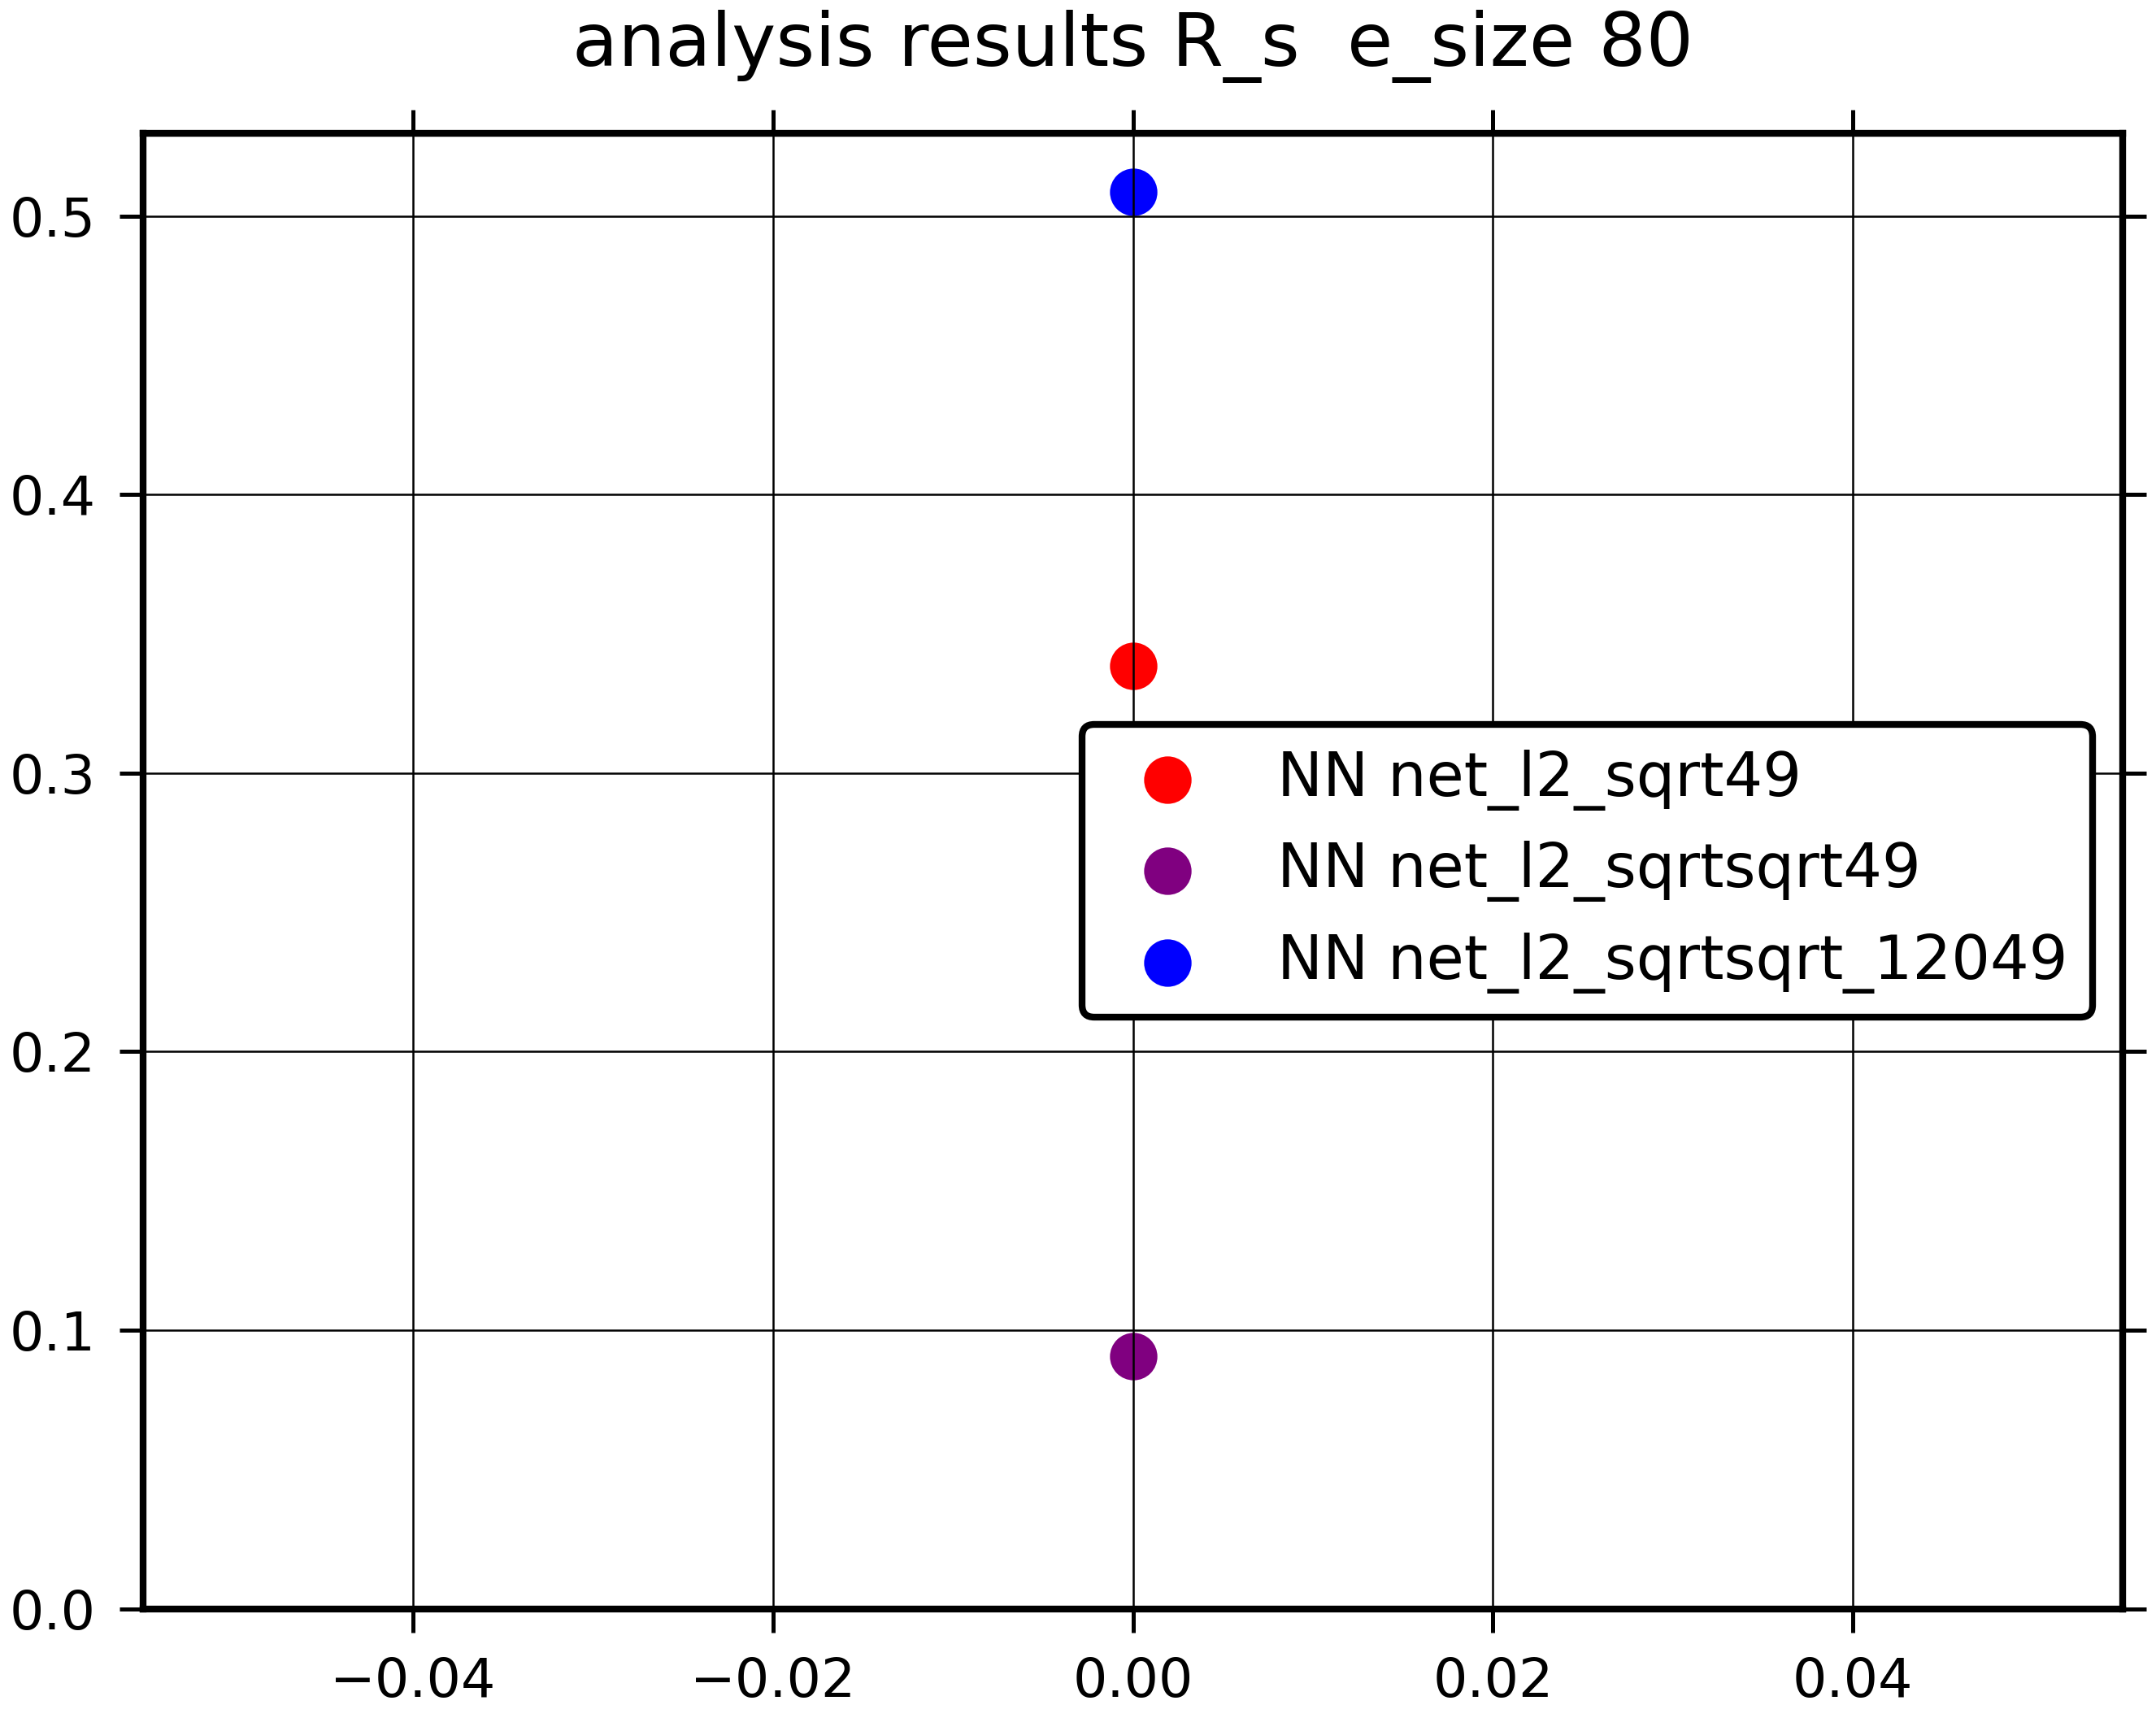 analysis results R_s  e_size 80
0.5
0.4
0.3
0.2
0.1
0.0
NN net_l2_sqrt49
NN net_l2_sqrtsqrt49
NN net_l2_sqrtsqrt_12049
−0.04 −0.02 0.00 0.02 0.04